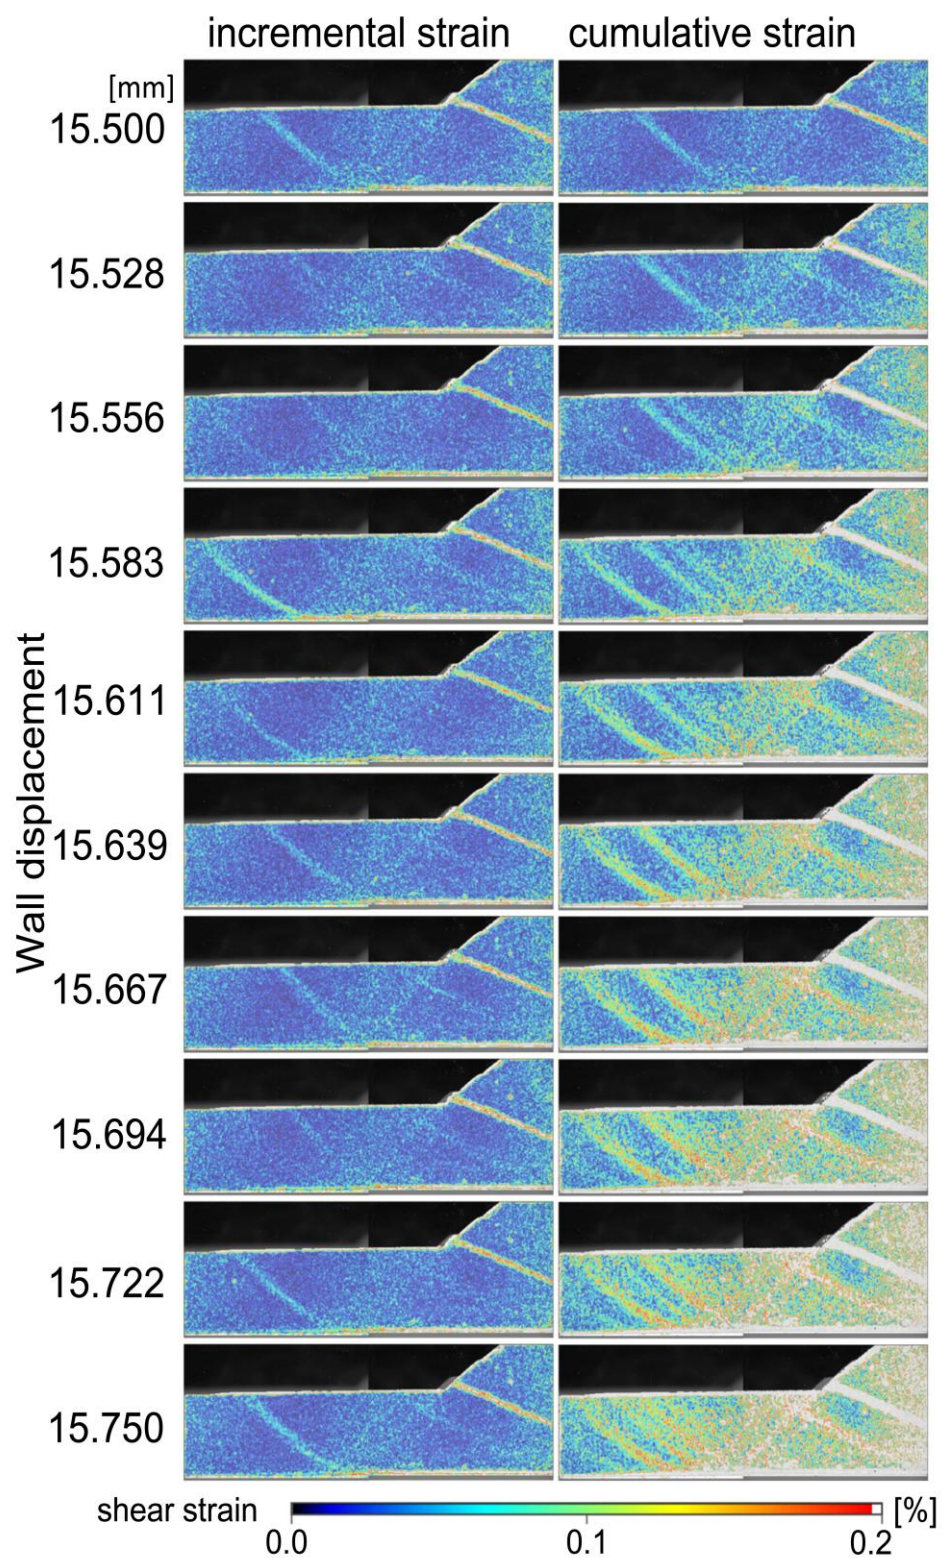 incremental strain cumulative strain
[mm]
15.500
15.528
15.556
15.583
15.611
15.639
15.667
15.694
15.722
15.750
Wall displacement
shear strain [%]
0.0 0.1 0.2